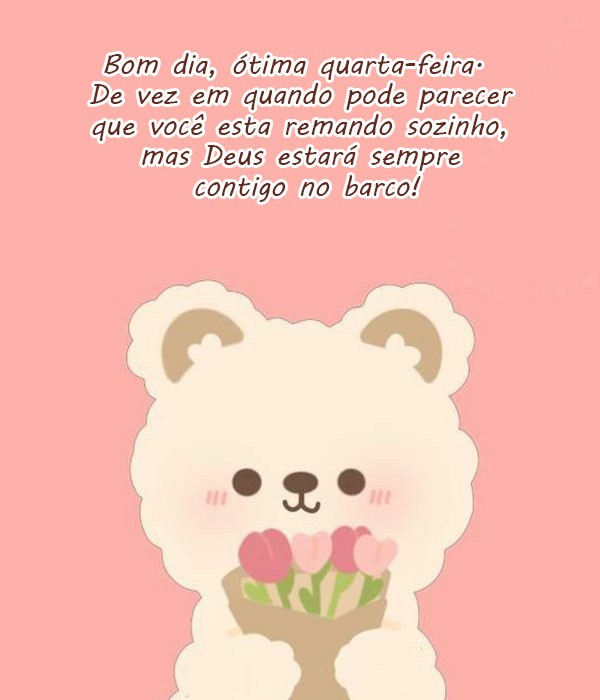 Bom dia, ótima quarta-feira.
De vez em quando pode parecer
que você esta remando sozinho,
mas Deus estará sempre
contigo no barco!